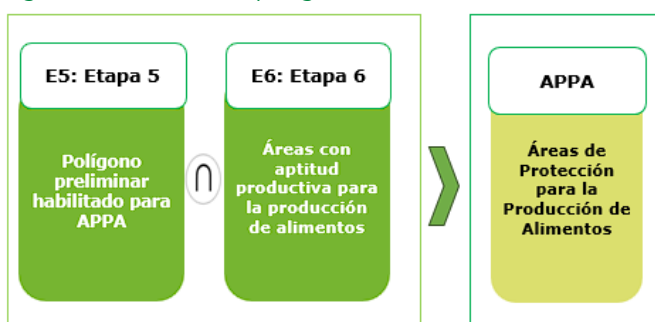 E5: Etapa 5
Polígono
preliminar
habilitado para
APPA
⋂
E6: Etapa 6
Áreas con
aptitud
productiva para
la producción
de alimentos
APPA
Áreas de
Protección
para la
Producción de
Alimentos